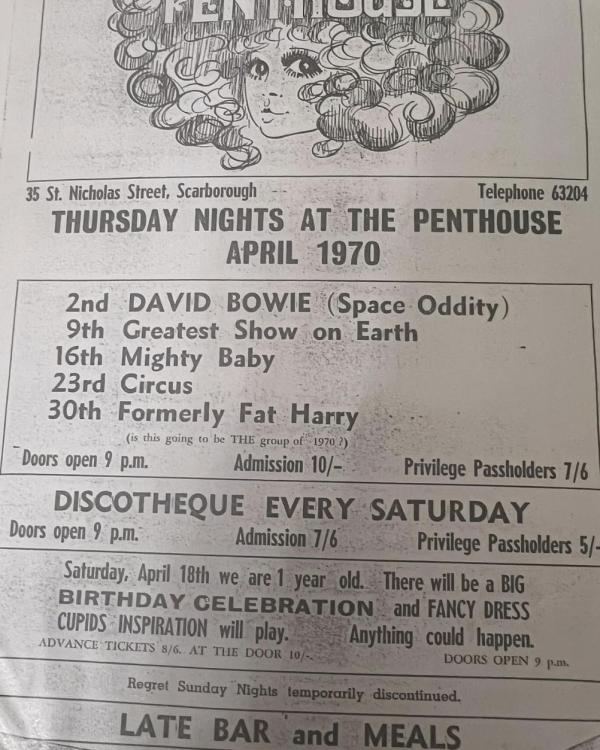 PENTHOUSE
35 St. Nicholas Street, Scarborough Telephone 63204
THURSDAY NIGHTS AT THE PENTHOUSE
APRIL 1970
2nd DAVID BOWIE (Space Oddity)
9th Greatest Show on Earth
16th Mighty Baby
23rd Circus
30th Formerly Fat Harry
(is this going to be THE group of 1970?)
Doors open 9 p.m. Admission 10/- Privilege Passholders 7/6
DISCOTHEQUE EVERY SATURDAY
Doors open 9 p.m. Admission 7/6 Privilege Passholders 5/-
Saturday, April 18th we are 1 year old. There will be a BIG
BIRTHDAY CELEBRATION and FANCY DRESS
CUPIDS INSPIRATION will play. Anything could happen.
ADVANCE TICKETS 8/6. AT THE DOOR 10/-. DOORS OPEN 9 p.m.
Regret Sunday Nights temporarily discontinued.
LATE BAR and MEALS